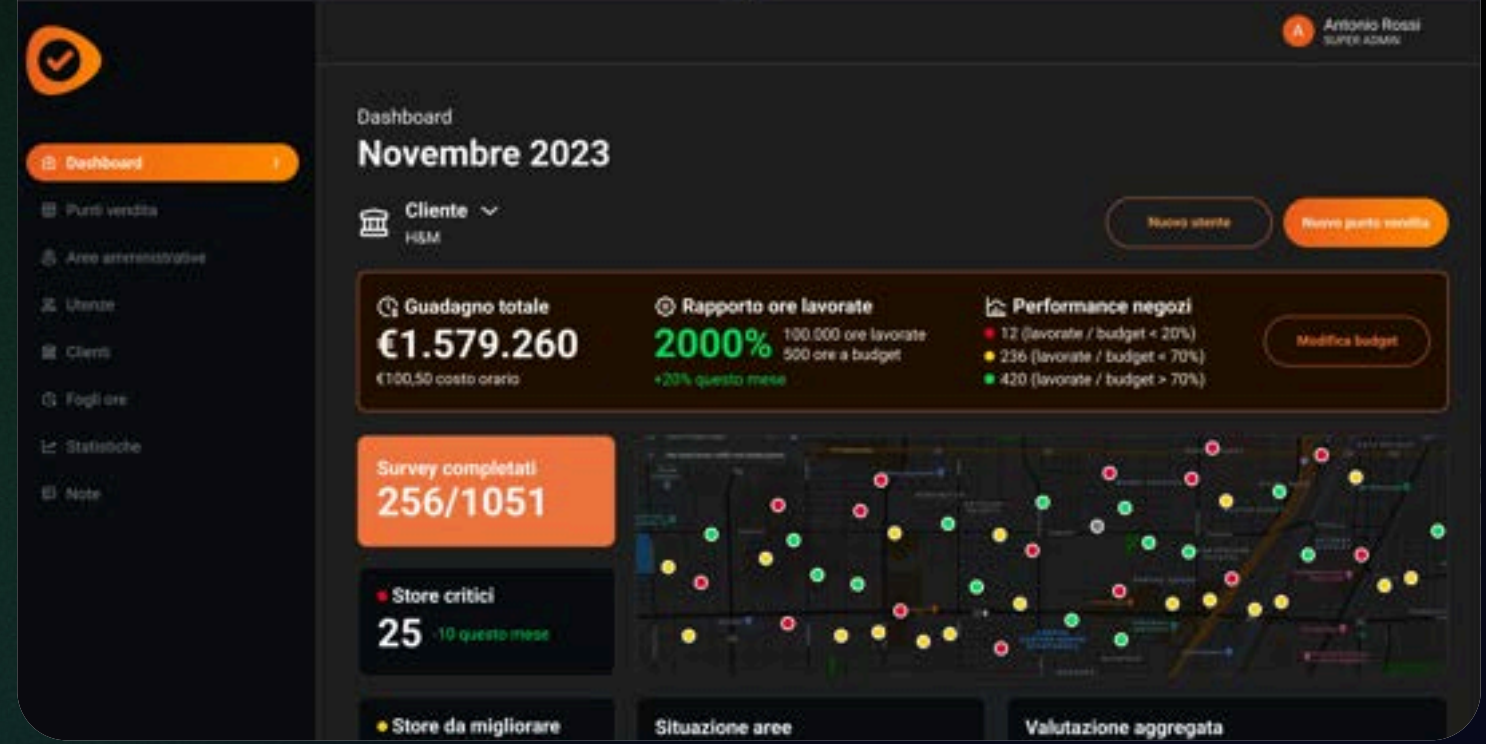 A
Antonio Rossi
SUPER ADMIN
Dashboard
Punti vendita
Aree amministrative
Utenze
Clienti
Fogli ore
Statistiche
Note
Dashboard
Novembre 2023
Cliente
H&M
Nuovo utente
Nuovo punto vendita
Guadagno totale
€1.579.260
€100,50 costo orario
Rapporto ore lavorate
2000%
100.000 ore lavorate
500 ore a budget
+20% questo mese
Performance negozi
12 (lavorate / budget < 20%)
236 (lavorate / budget < 70%)
420 (lavorate / budget > 70%)
Modifica budget
Survey completati
256/1051
Store critici
25 -10 questo mese
Store da migliorare
Situazione aree
Valutazione aggregata